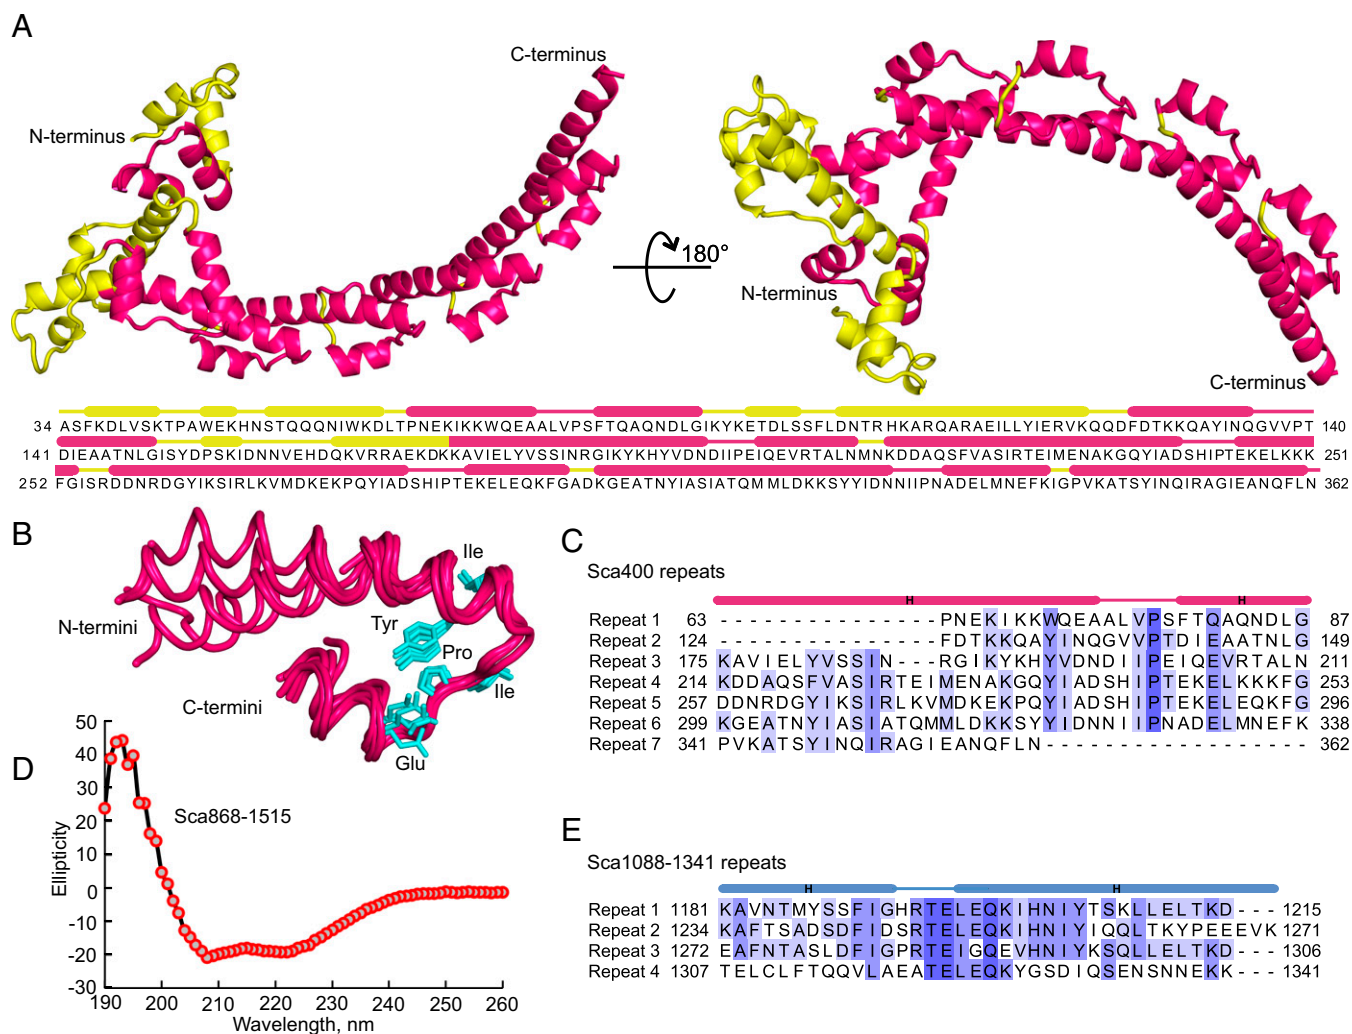 A
N-terminus
C-terminus
180°
N-terminus
C-terminus
34 ASFKDLVSKTPAWEKHNSTQQQNIWKDLTPNEKIKKWQEAALVPSFTQAQNDLGIKYKETDLSSFLDNTRHKARQARAEILLYIERVKQQDFDTKKQAYINQGVVPT 140
141 DIEAATNLGISYDPSKIDNNVEHDQKVRRAEKDKKAVIELYVSSINRGIKYKHYVDNDIIPEIQEVRTALNMNKDDAQSFVASIRTEIMENAKGQYIADSHIPTEKELKKK 251
252 FGISRDDNRDGYIKSIRLKVMDKEKPQYIADSHIPTEKELEQKFGADKGEATNYIASIATQMMLDKKSYYIDNNIIPNADELMNEFKIGPVKATSYINQIRAGIEANQFLN 362
B
N-termini
Ile
Tyr
Pro
Ile
C-termini
Glu
C
Sca400 repeats
H H
Repeat 1 63 - - - - - - - - - - - - - PNEKIKKWQEAALVPSFTQAQNDLG 87
Repeat 2 124 - - - - - - - - - - - - - FDTKKQAYINQGVVPTDIEAATNLG 149
Repeat 3 175 KAVIELYVSSIN- - -RGIKYKHYVDNDIIPEIQEVRTALN 211
Repeat 4 214 KDDAQSFVASIRTEIMENAKGQYIADSHIPTEKELKKKFG 253
Repeat 5 257 DDNRDGYIKSIRLKVMDKEKPQYIADSHIPTEKELEQKFG 296
Repeat 6 299 KGEATNYIASIATQMMLDKKSYYIDNNIIPNADELMNEFK 338
Repeat 7 341 PVKATSYINQIRAGIEANQFLN- - - - - - - - - - - - - - - - - - 362
D
Sca868-1515
Ellipticity
50
40
30
20
10
0
-10
-20
-30
190 200 210 220 230 240 250 260
Wavelength, nm
E
Sca1088-1341 repeats
H H
Repeat 1 1181 KAVNTMYSSFIGHRTELEQKIHNIYTSKLLELTKD- - - 1215
Repeat 2 1234 KAFTSADSDFIDSRTELEQKIHNIYIQQLTKYPEEEVK 1271
Repeat 3 1272 EAFNTASLDFIGPRTEIGQEVHNIYKSQLLELTKD- - - 1306
Repeat 4 1307 TELCLFTQQVLAEATELEQKYGSDIQSENSNNEKK- - - 1341